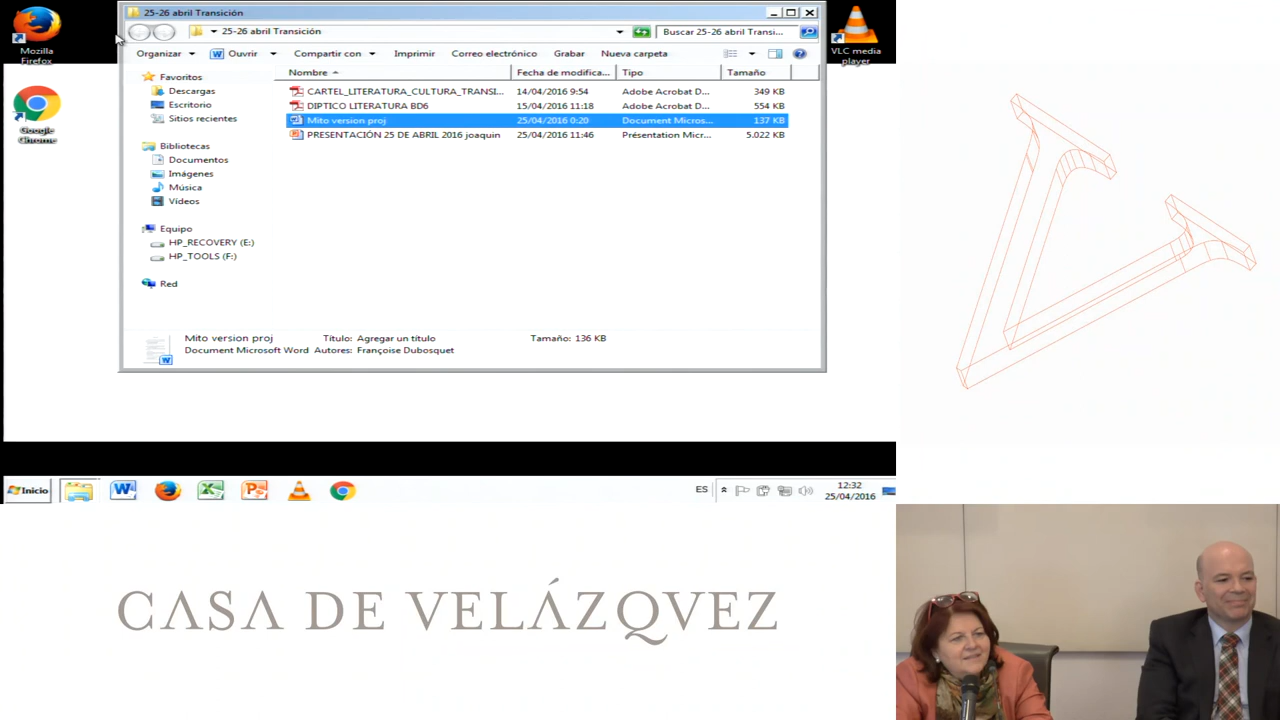 Mozilla
Firefox
Google
Chrome
25-26 abril Transición
25-26 abril Transición
Buscar 25-26 abril Transi...
Organizar
Ouvrir
Compartir con
Imprimir
Correo electrónico
Grabar
Nueva carpeta
Favoritos
Descargas
Escritorio
Sitios recientes
Bibliotecas
Documentos
Imágenes
Música
Vídeos
Equipo
HP_RECOVERY (E:)
HP_TOOLS (F:)
Red
Nombre Fecha de modifica... Tipo Tamaño
CARTEL_LITERATURA_CULTURA_TRANSI... 14/04/2016 9:54 Adobe Acrobat D... 349 KB
DIPTICO LITERATURA BD6 15/04/2016 11:18 Adobe Acrobat D... 554 KB
Mito version proj 25/04/2016 0:20 Document Micros... 137 KB
PRESENTACIÓN 25 DE ABRIL 2016 joaquin 25/04/2016 11:46 Présentation Micr... 5.022 KB
Mito version proj Título: Agregar un título Tamaño: 136 KB
Document Microsoft Word Autores: Françoise Dubosquet
VLC media
player
Inicio
ES
12:32
25/04/2016
CASA DE VELÁZQVEZ